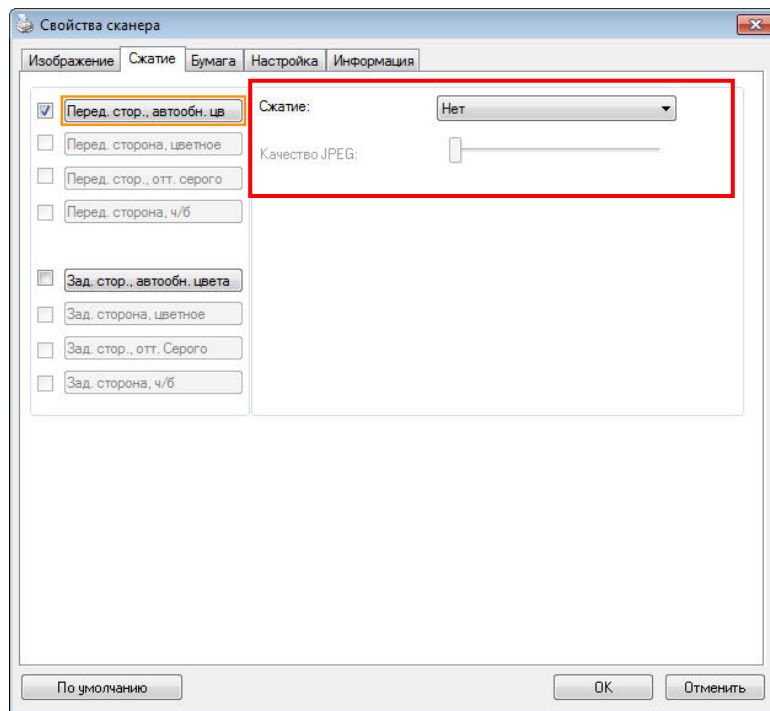 Свойства сканера
Изображение Сжатие Бумага Настройка Информация
Перед. стор., автообн. цв
Перед. сторона, цветное
Перед. стор., отт. серого
Перед. сторона, ч/б
Зад. стор., автообн. цвета
Зад. сторона, цветное
Зад. стор., отт. Серого
Зад. сторона, ч/б
Сжатие: Нет
Качество JPEG:
По умолчанию OK Отменить